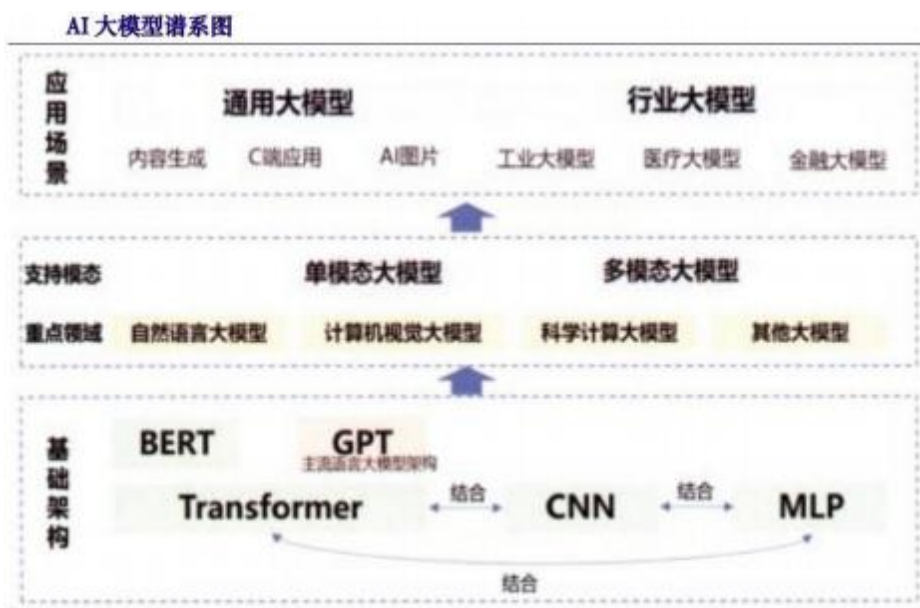 AI 大模型谱系图
应用场景
通用大模型 行业大模型
内容生成 C端应用 AI图片 工业大模型 医疗大模型 金融大模型
支持模态 单模态大模型 多模态大模型
重点领域 自然语言大模型 计算机视觉大模型 科学计算大模型 其他大模型
基础架构
BERT GPT
主流语言大模型架构
Transformer 结合 CNN 结合 MLP
结合